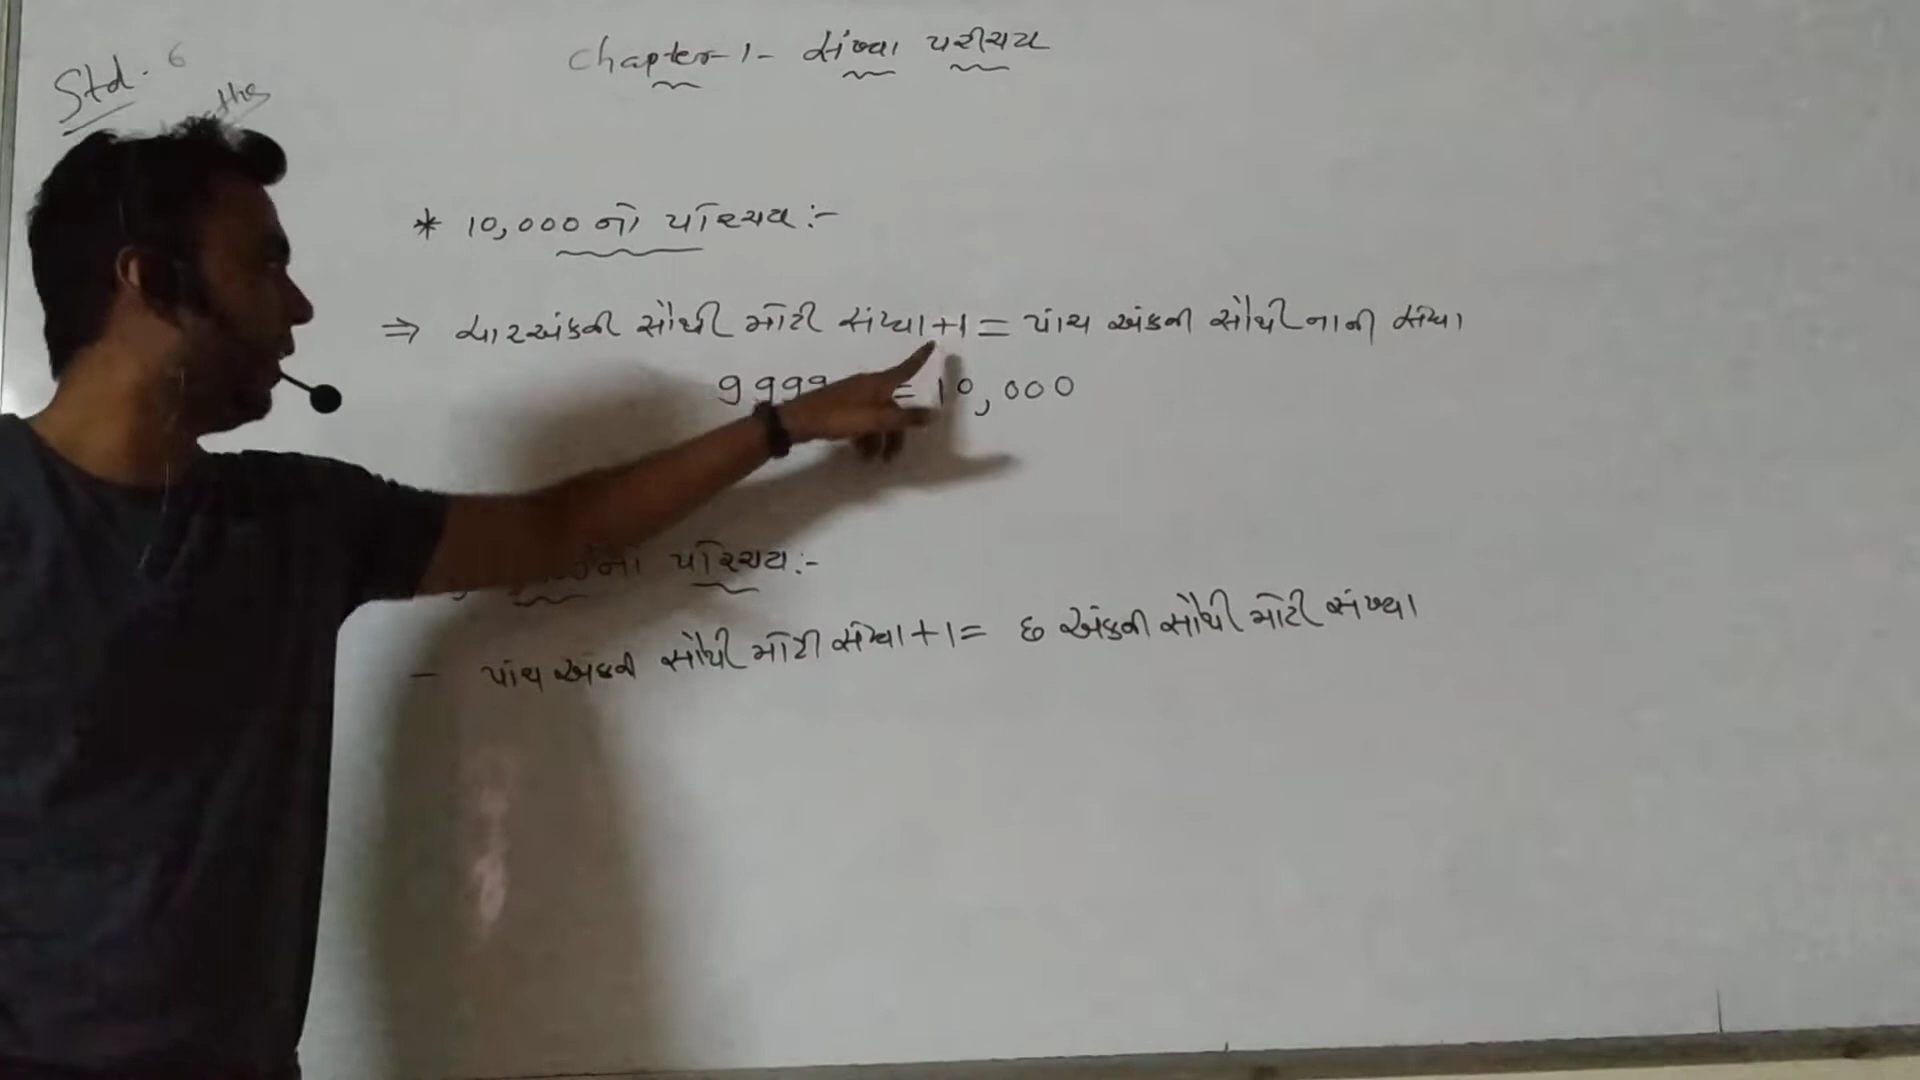 Std. 6
Chapter-1- સંખ્યા પરીચય
* 10,000 નો પરિચય:-
⇒ ચાર અંકની સૌથી મોટી સંખ્યા+1 = પાંચ અંકની સૌથી નાની સંખ્યા
9999 = 10,000
પરિચય:-
- પાંચ અંકની સૌથી મોટી સંખ્યા+1= ૬ અંકની સૌથી મોટી સંખ્યા